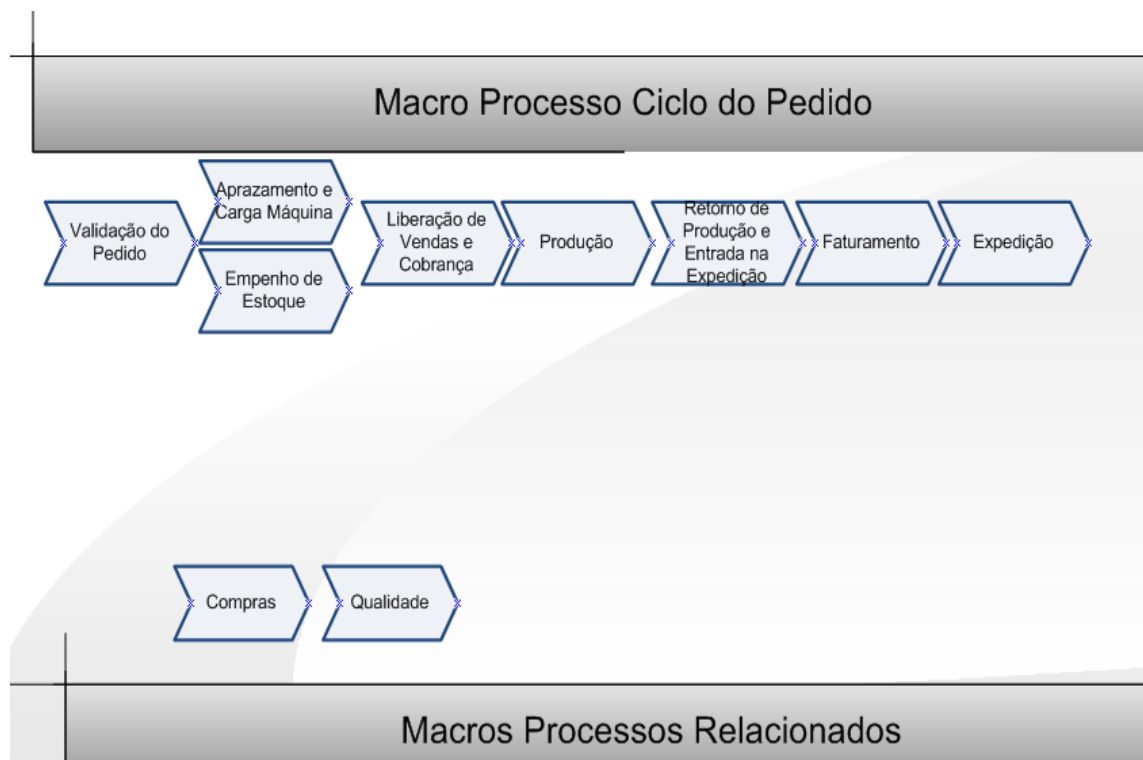 Macro Processo Ciclo do Pedido
Validação do
Pedido
Aprazamento e
Carga Máquina
Empenho de
Estoque
Liberação de
Vendas e
Cobrança
Produção
Retorno de
Produção e
Entrada na
Expedição
Faturamento
Expedição
Compras
Qualidade
Macros Processos Relacionados